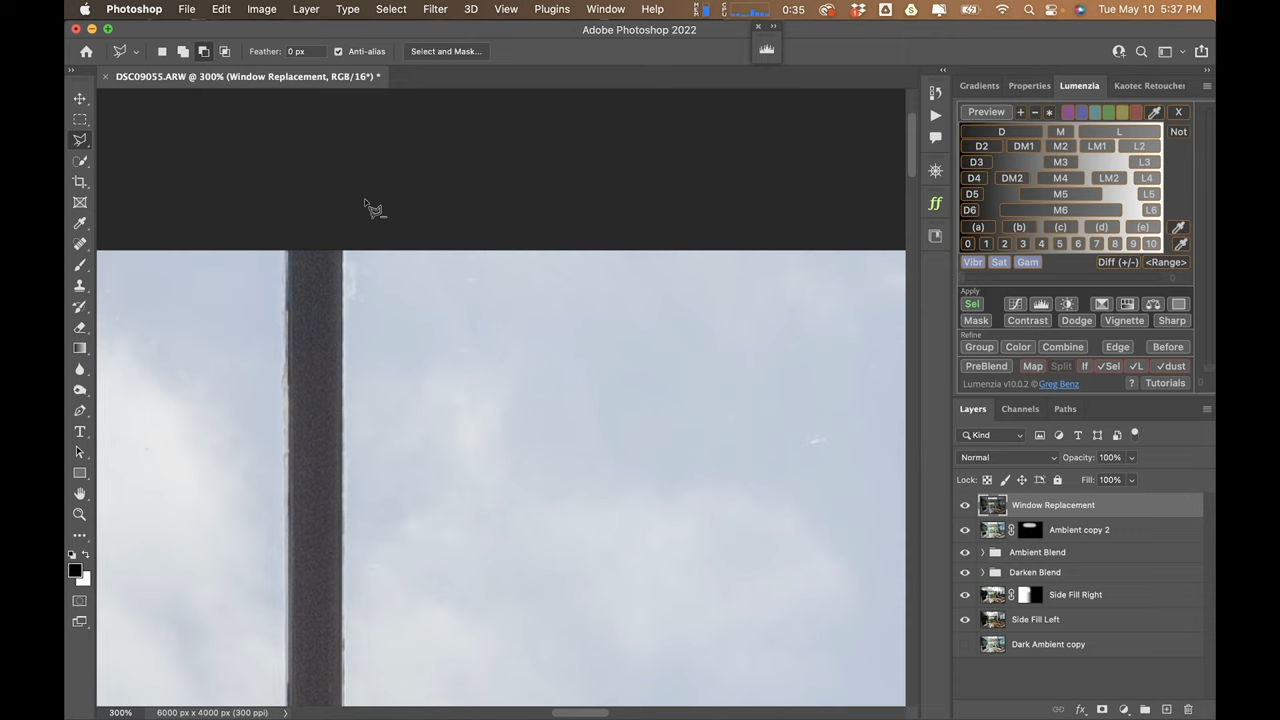 Photoshop File Edit Image Layer Type Select Filter 3D View Plugins Window Help 0:35 Tue May 10 5:37 PM
Adobe Photoshop 2022
Feather: 0 px Anti-alias Select and Mask...
DSC09055.ARW @ 300% (Window Replacement, RGB/16*) *
Gradients Properties Lumenzia Kaotec Retoucher
Preview + − * X
D M L Not
D2 DM1 M2 LM1 L2
D3 M3 L3
D4 DM2 M4 LM2 L4
D5 M5 L5
D6 M6 L6
(a) (b) (c) (d) (e)
0 1 2 3 4 5 6 7 8 9 10
Vibr Sat Gam Diff (+/-) <Range>
0
Apply
Sel
Mask Contrast Dodge Vignette Sharp
Refine
Group Color Combine Edge Before
PreBlend Map Split If ✓Sel ✓L ✓dust
Lumenzia v10.0.2 © Greg Benz ? Tutorials
0
Layers Channels Paths
Kind
Normal Opacity: 100%
Lock: Fill: 100%
Window Replacement
Ambient copy 2
Ambient Blend
Darken Blend
Side Fill Right
Side Fill Left
Dark Ambient copy
300% 6000 px x 4000 px (300 ppi)
fx
ff